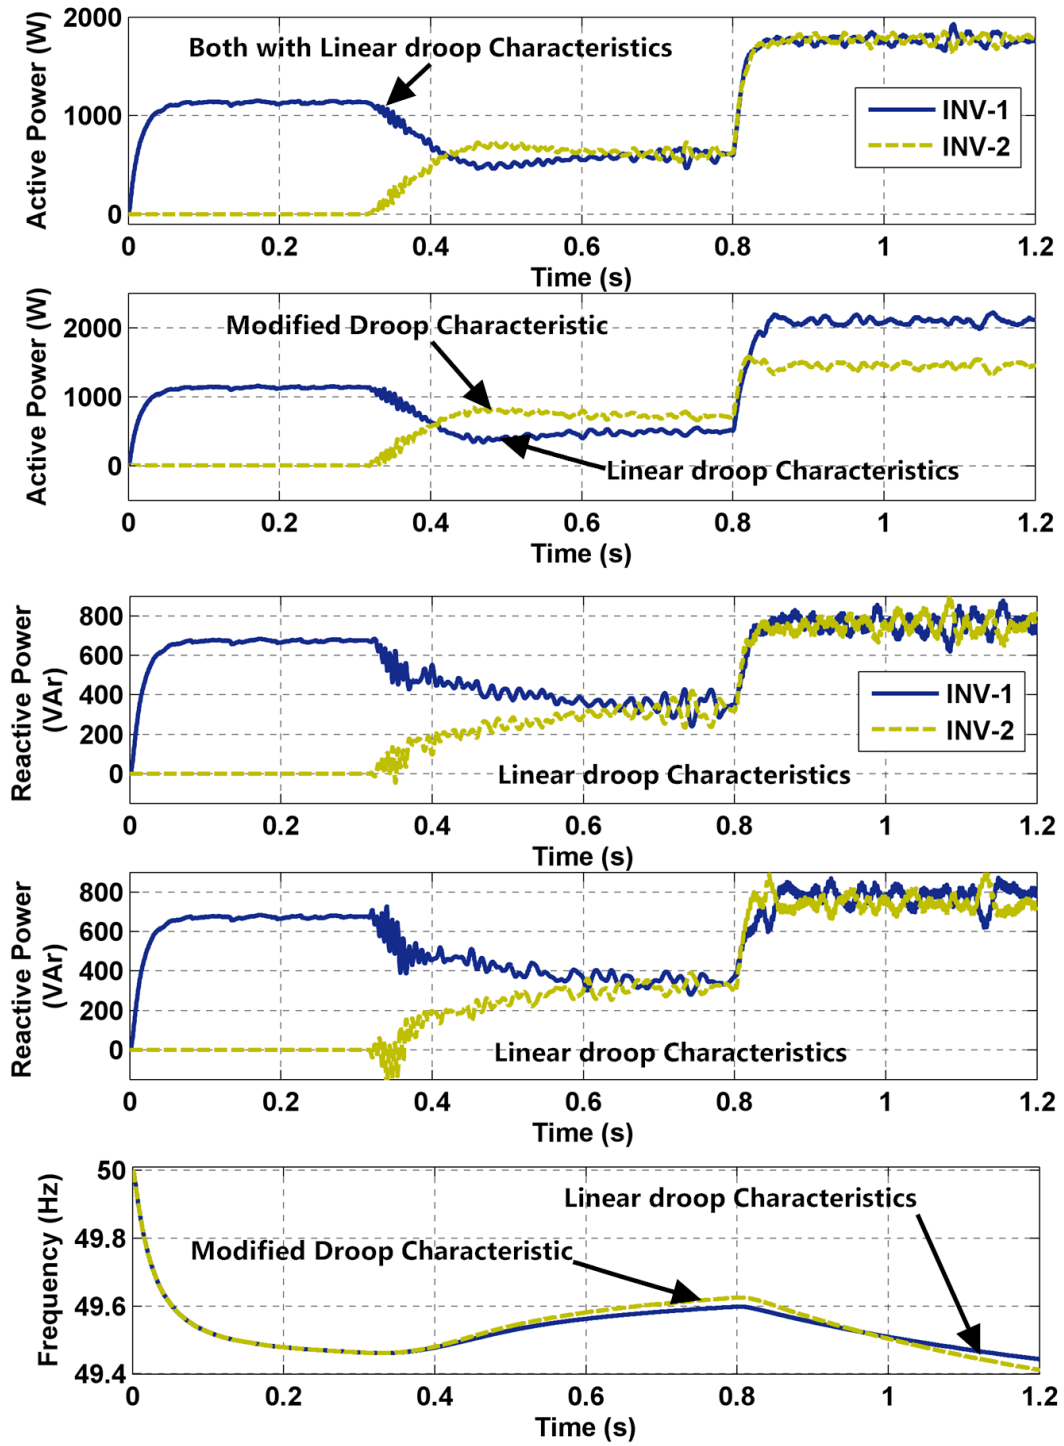 Active Power (W)
2000
1000
0
Both with Linear droop Characteristics
INV-1
INV-2
0 0.2 0.4 0.6 0.8 1 1.2
Time (s)
Active Power (W)
2000
1000
0
Modified Droop Characteristic
Linear droop Characteristics
0 0.2 0.4 0.6 0.8 1 1.2
Time (s)
Reactive Power
(VAr)
800
600
400
200
0
INV-1
INV-2
Linear droop Characteristics
0 0.2 0.4 0.6 0.8 1 1.2
Time (s)
Reactive Power
(VAr)
800
600
400
200
0
Linear droop Characteristics
0 0.2 0.4 0.6 0.8 1 1.2
Time (s)
Frequency (Hz)
50
49.8
49.6
49.4
Linear droop Characteristics
Modified Droop Characteristic
0 0.2 0.4 0.6 0.8 1 1.2
Time (s)